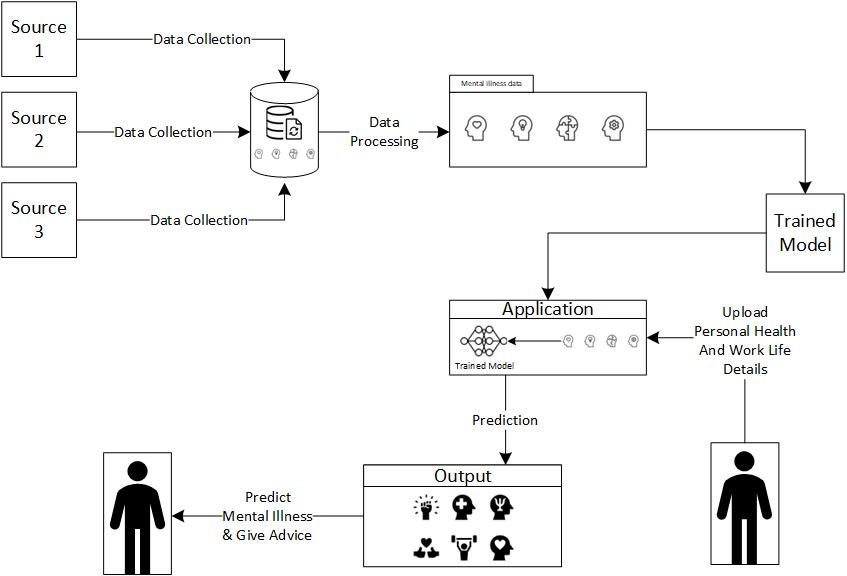 Source
1
Data Collection
Source
2
Data Collection
Source
3
Data Collection
Data
Processing
Mental illness data
Trained
Model
Application
Trained Model
Upload
Personal Health
And Work Life
Details
Prediction
Output
Predict
Mental Illness
& Give Advice